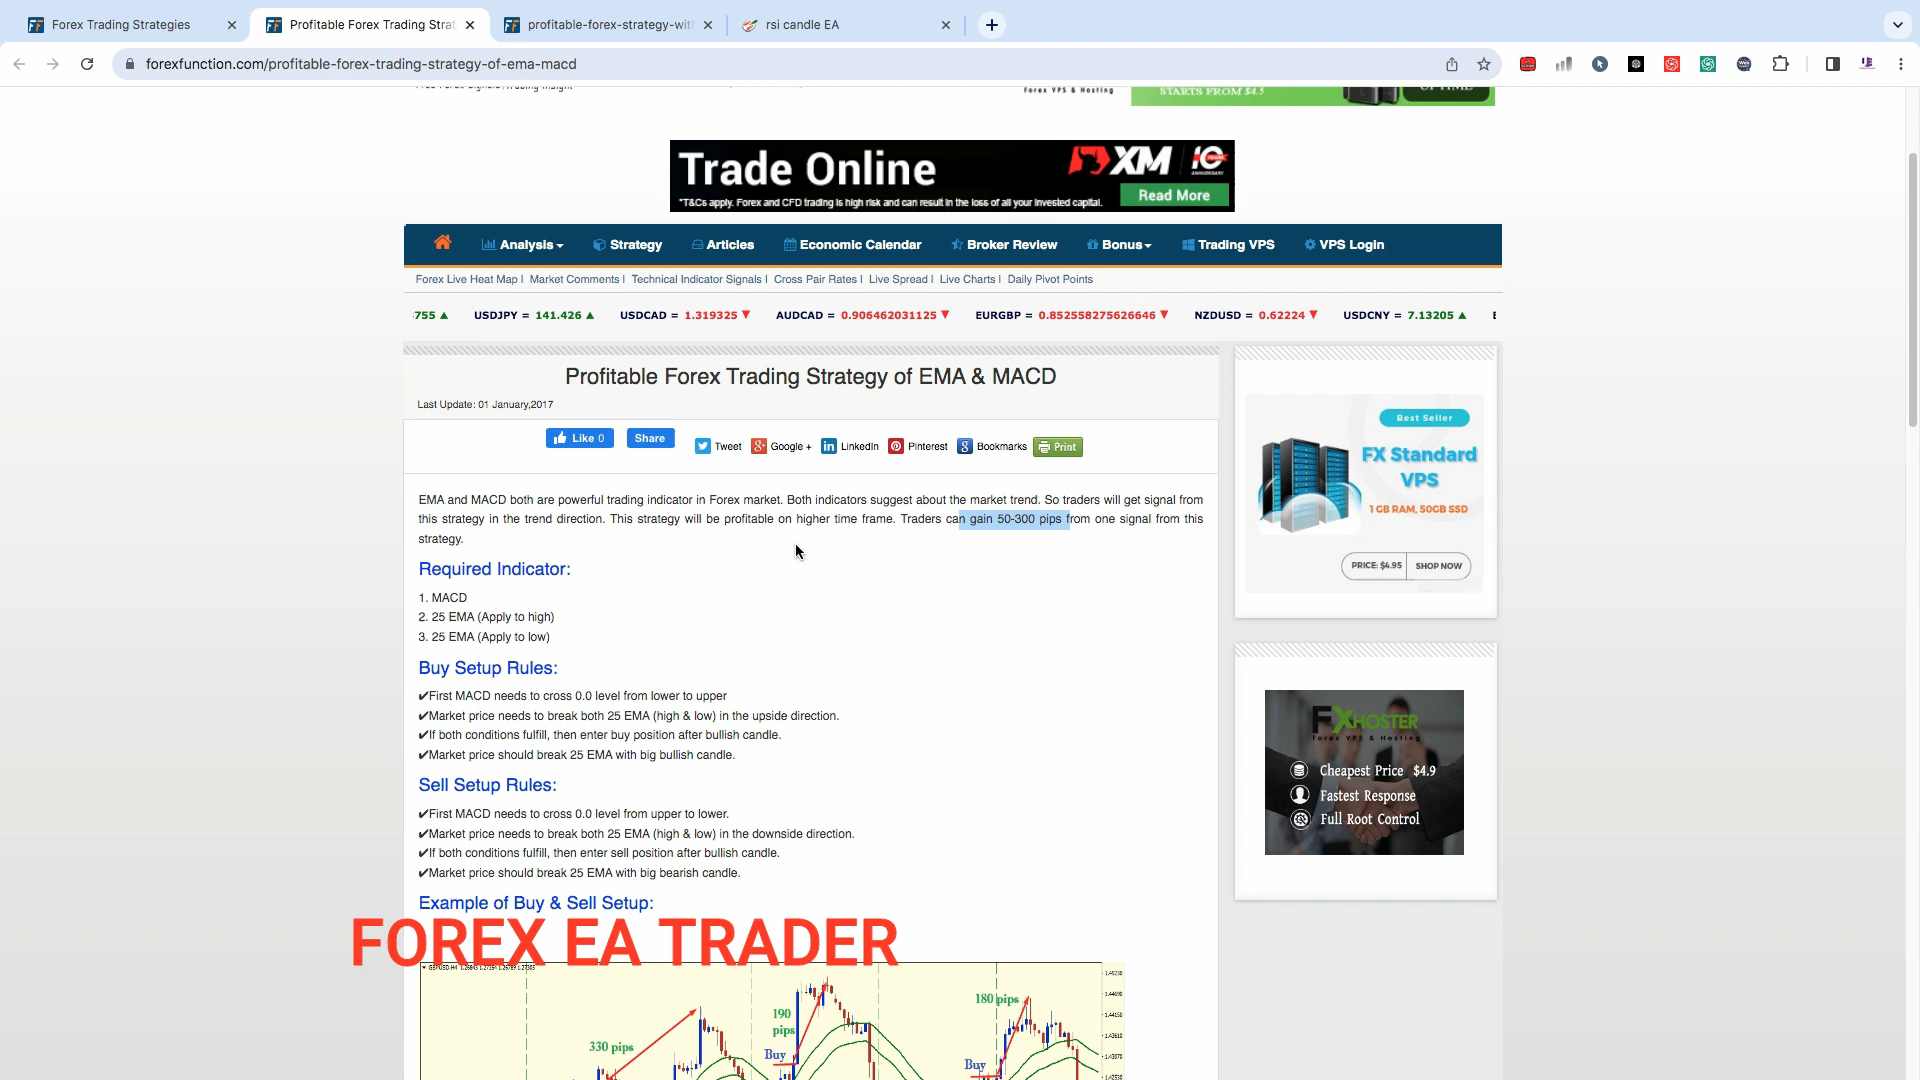 Forex Trading Strategies
Profitable Forex Trading Strat
profitable-forex-strategy-wit
rsi candle EA
forexfunction.com/profitable-forex-trading-strategy-of-ema-macd
Forex VPS & Hosting
STARTS FROM $4.5
Trade Online
XM
10
*T&Cs apply. Forex and CFD trading is high risk and can result in the loss of all your invested capital.
Read More
Analysis
Strategy
Articles
Economic Calendar
Broker Review
Bonus
Trading VPS
VPS Login
Forex Live Heat Map | Market Comments | Technical Indicator Signals | Cross Pair Rates | Live Spread | Live Charts | Daily Pivot Points
755 ▲ USDJPY = 141.426 ▲ USDCAD = 1.319325 ▼ AUDCAD = 0.906462031125 ▼ EURGBP = 0.852558275626646 ▼ NZDUSD = 0.62224 ▼ USDCNY = 7.13205 ▲
Profitable Forex Trading Strategy of EMA & MACD
Last Update: 01 January,2017
Like 0
Share
Tweet
Google +
LinkedIn
Pinterest
Bookmarks
Print
EMA and MACD both are powerful trading indicator in Forex market. Both indicators suggest about the market trend. So traders will get signal from
this strategy in the trend direction. This strategy will be profitable on higher time frame. Traders can gain 50-300 pips from one signal from this
strategy.
Required Indicator:
1. MACD
2. 25 EMA (Apply to high)
3. 25 EMA (Apply to low)
Buy Setup Rules:
✔First MACD needs to cross 0.0 level from lower to upper
✔Market price needs to break both 25 EMA (high & low) in the upside direction.
✔If both conditions fulfill, then enter buy position after bullish candle.
✔Market price should break 25 EMA with big bullish candle.
Sell Setup Rules:
✔First MACD needs to cross 0.0 level from upper to lower.
✔Market price needs to break both 25 EMA (high & low) in the downside direction.
✔If both conditions fulfill, then enter sell position after bullish candle.
✔Market price should break 25 EMA with big bearish candle.
Example of Buy & Sell Setup:
FOREX EA TRADER
330 pips
190
pips
Buy
180 pips
Buy
1.44150
1.43610
1.43070
Best Seller
FX Standard
VPS
1 GB RAM, 50GB SSD
PRICE: $4.95
SHOP NOW
FXHOSTER
Forex VPS & Hosting
Cheapest Price $4.9
Fastest Response
Full Root Control